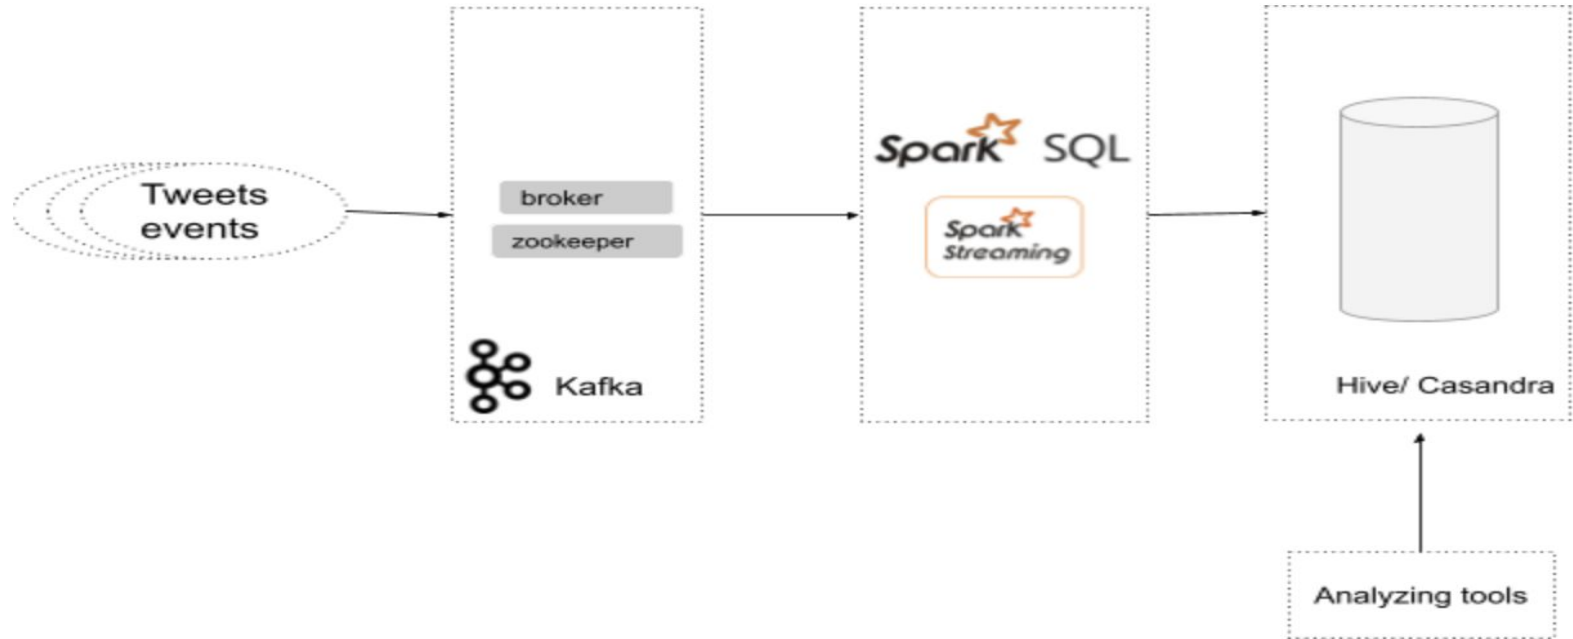 Tweets
events
broker
zookeeper
Kafka
Spark SQL
Spark
Streaming
Hive/ Casandra
Analyzing tools